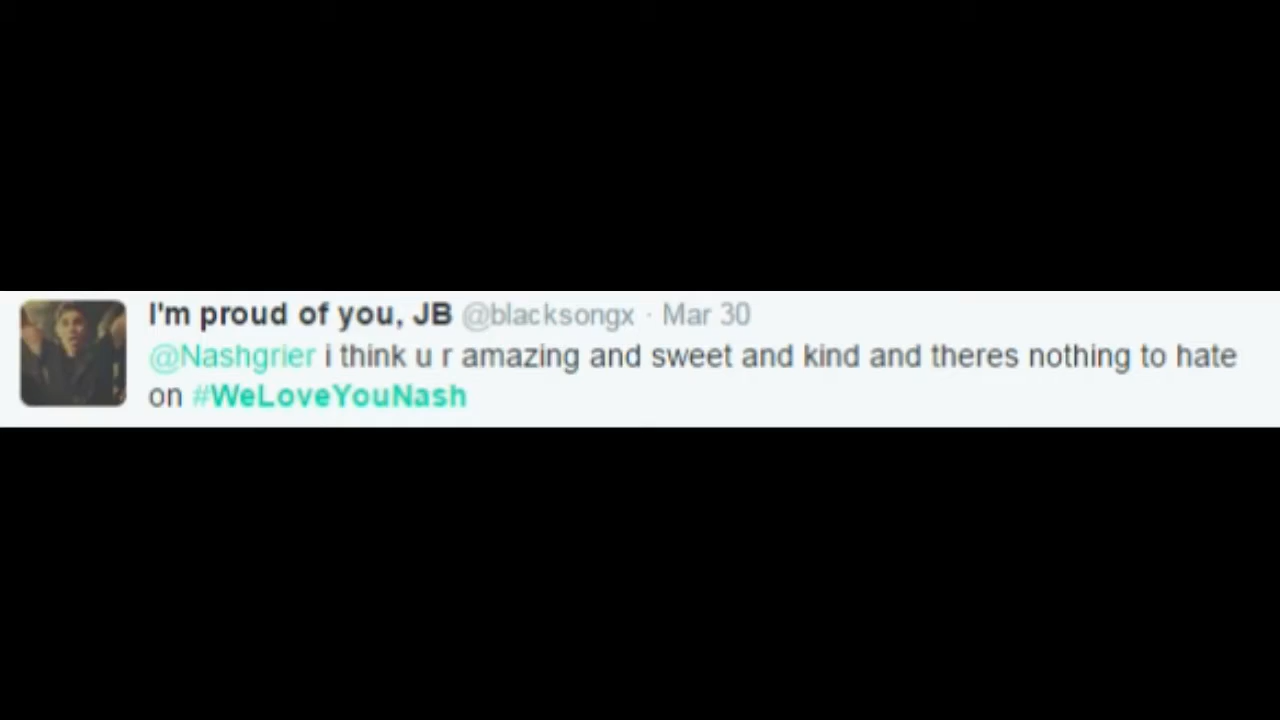 I'm proud of you, JB @blacksongx · Mar 30
@Nashgrier i think u r amazing and sweet and kind and theres nothing to hate
on #WeLoveYouNash